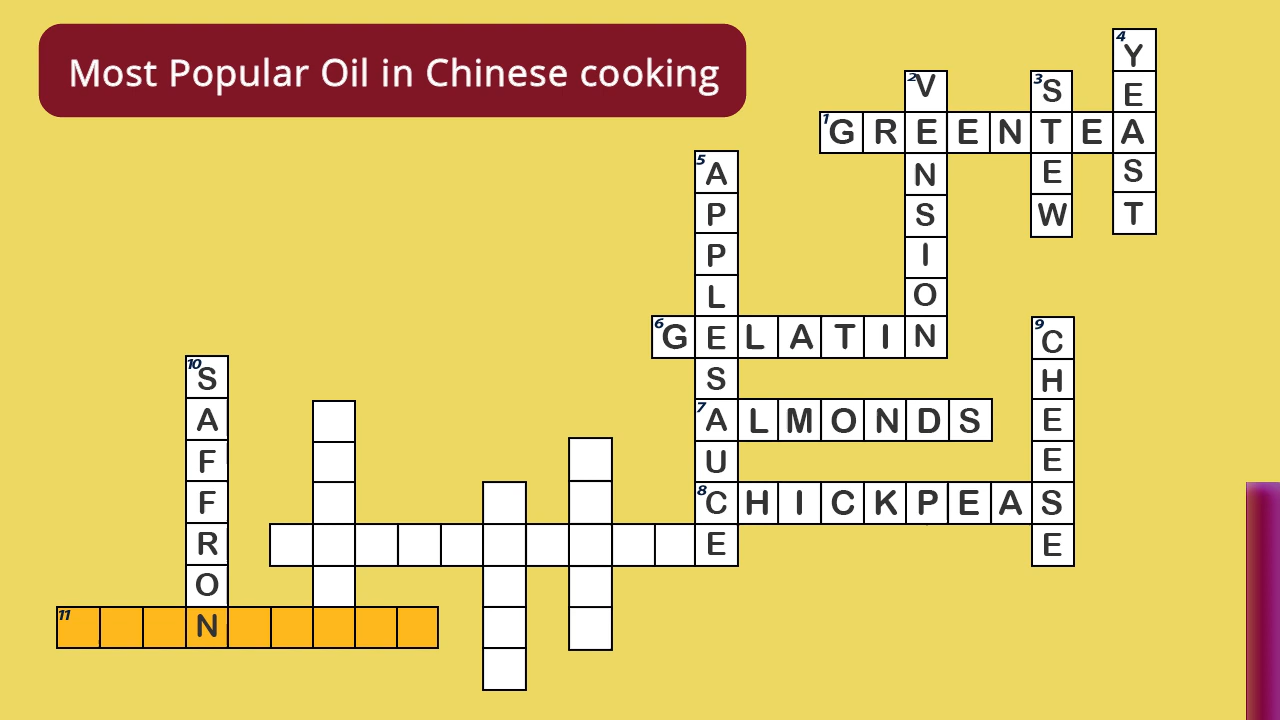 Most Popular Oil in Chinese cooking
4 YEAST
2 VENSION
3 STEW
1 GREENTEA
5 APPLESAUCE
6 GELATIN
9 CHEESE
10 SAFFRON
7 ALMONDS
8 CHICKPEAS
11